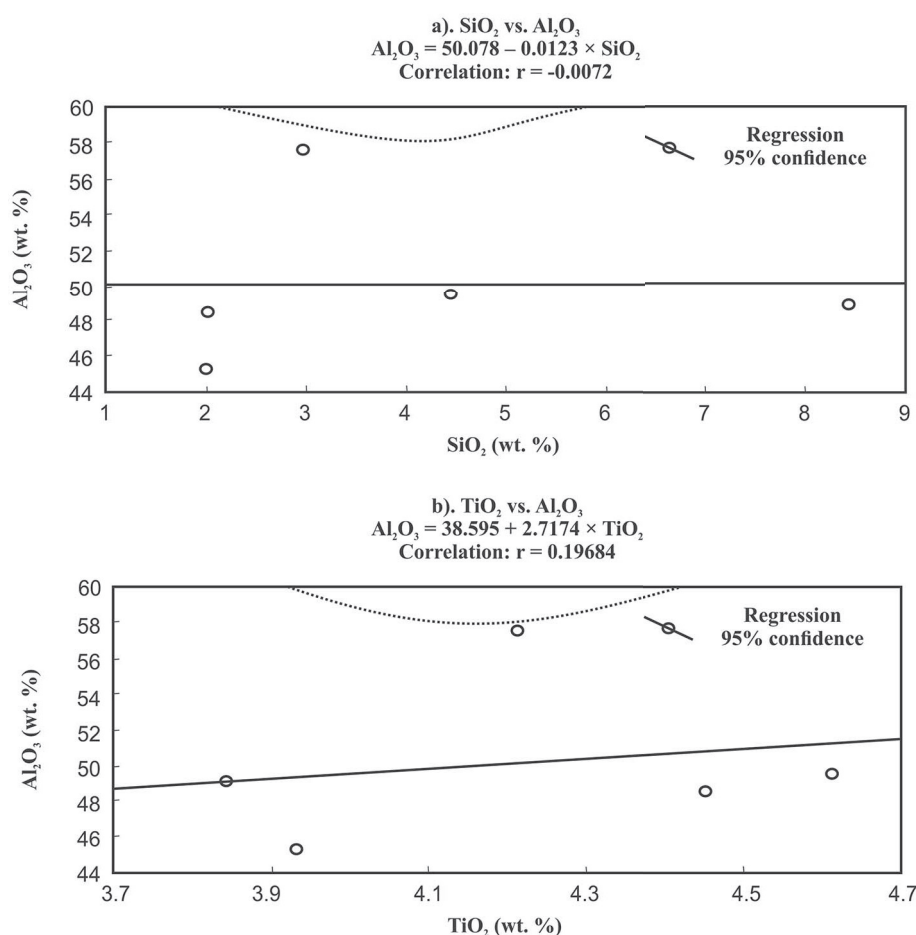 a). SiO₂ vs. Al₂O₃
Al₂O₃ = 50.078 – 0.0123 × SiO₂
Correlation: r = -0.0072
60
58
56
54
52
50
48
46
44
Al₂O₃ (wt. %)
Regression
95% confidence
1 2 3 4 5 6 7 8 9
SiO₂ (wt. %)
b). TiO₂ vs. Al₂O₃
Al₂O₃ = 38.595 + 2.7174 × TiO₂
Correlation: r = 0.19684
60
58
56
54
52
50
48
46
44
Al₂O₃ (wt. %)
Regression
95% confidence
3.7 3.9 4.1 4.3 4.5 4.7
TiO₂ (wt. %)